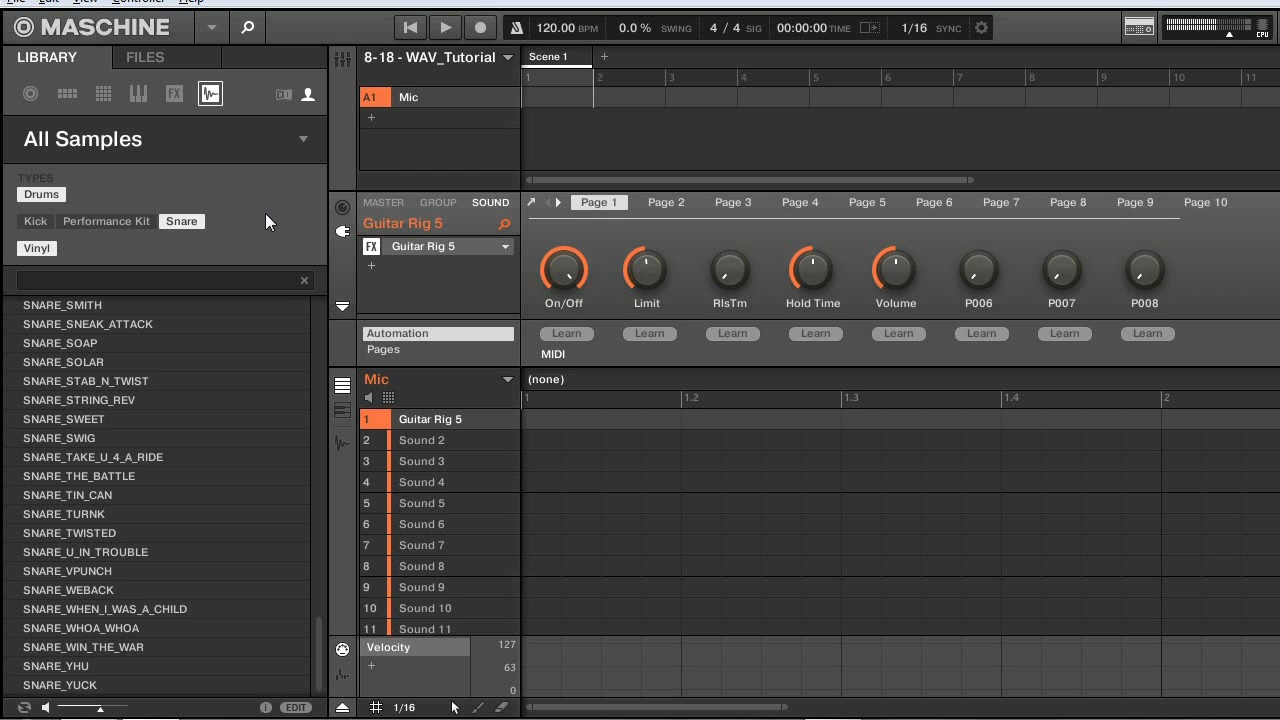 File Edit View Controller Help
MASCHINE
120.00 BPM 0.0 % SWING 4 / 4 SIG 00:00:00 TIME 1/16 SYNC
CPU
LIBRARY FILES
All Samples
TYPES
Drums
Kick Performance Kit Snare
Vinyl
SNARE_SMITH
SNARE_SNEAK_ATTACK
SNARE_SOAP
SNARE_SOLAR
SNARE_STAB_N_TWIST
SNARE_STRING_REV
SNARE_SWEET
SNARE_SWIG
SNARE_TAKE_U_4_A_RIDE
SNARE_THE_BATTLE
SNARE_TIN_CAN
SNARE_TURNK
SNARE_TWISTED
SNARE_U_IN_TROUBLE
SNARE_VPUNCH
SNARE_WEBACK
SNARE_WHEN_I_WAS_A_CHILD
SNARE_WHOA_WHOA
SNARE_WIN_THE_WAR
SNARE_YHU
SNARE_YUCK
EDIT
8-18 - WAV_Tutorial
Scene 1 +
1 2 3 4 5 6 7 8 9 10 11
A1 Mic
+
MASTER GROUP SOUND
Guitar Rig 5
FX Guitar Rig 5
+
Page 1 Page 2 Page 3 Page 4 Page 5 Page 6 Page 7 Page 8 Page 9 Page 10
On/Off Limit RlsTm Hold Time Volume P006 P007 P008
Automation
Pages
Learn Learn Learn Learn Learn Learn Learn Learn
MIDI
Mic
(none)
1 1.2 1.3 1.4 2
1 Guitar Rig 5
2 Sound 2
3 Sound 3
4 Sound 4
5 Sound 5
6 Sound 6
7 Sound 7
8 Sound 8
9 Sound 9
10 Sound 10
11 Sound 11
Velocity
+
127
63
0
1/16